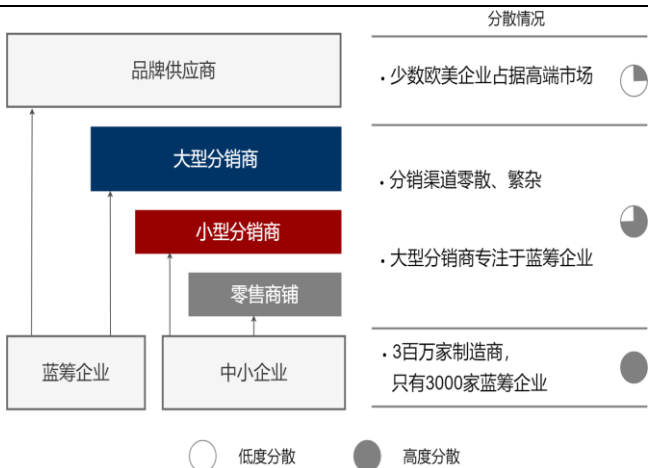 分散情况
品牌供应商
· 少数欧美企业占据高端市场
大型分销商
· 分销渠道零散、繁杂
小型分销商
· 大型分销商专注于蓝筹企业
零售商铺
蓝筹企业
中小企业
· 3百万家制造商，
只有3000家蓝筹企业
低度分散
高度分散